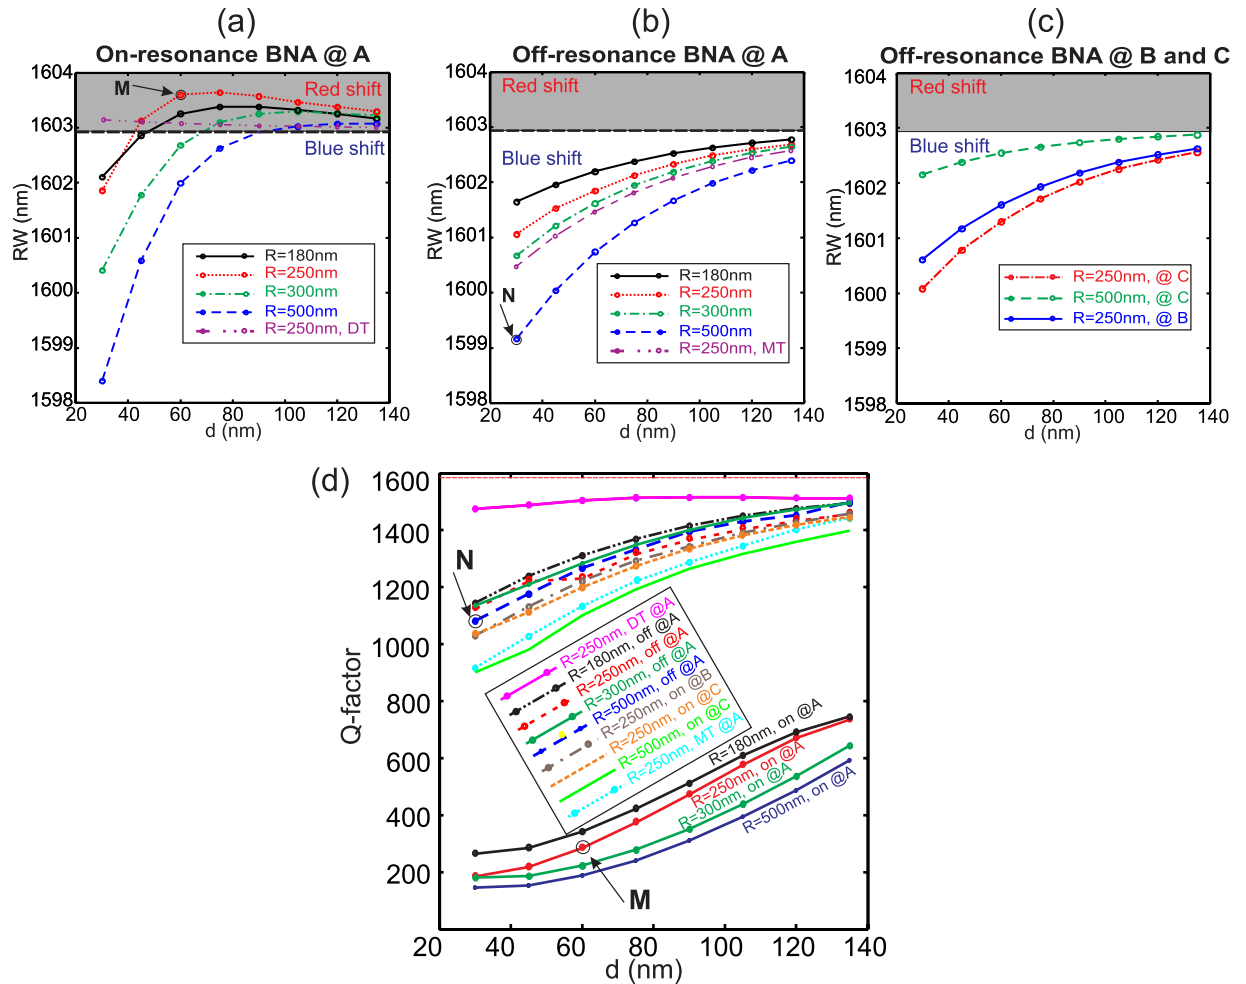 (a)
On-resonance BNA @ A
1604
1603
1602
1601
1600
1599
1598
RW (nm)
M
Red shift
Blue shift
R=180nm
R=250nm
R=300nm
R=500nm
R=250nm, DT
20 40 60 80 100 120 140
d (nm)
(b)
Off-resonance BNA @ A
1604
1603
1602
1601
1600
1599
1598
RW (nm)
Red shift
Blue shift
N
R=180nm
R=250nm
R=300nm
R=500nm
R=250nm, MT
20 40 60 80 100 120 140
d (nm)
(c)
Off-resonance BNA @ B and C
1604
1603
1602
1601
1600
1599
1598
RW (nm)
Red shift
Blue shift
R=250nm, @ C
R=500nm, @ C
R=250nm, @ B
20 40 60 80 100 120 140
d (nm)
(d)
1600
1400
1200
1000
800
600
400
200
Q-factor
N
R=250nm, DT @A
R=180nm, off @A
R=250nm, off @A
R=300nm, off @A
R=500nm, off @A
R=250nm, on @B
R=250nm, on @C
R=500nm, on @C
R=250nm, MT @A
R=180nm, on @A
R=250nm, on @A
R=300nm, on @A
R=500nm, on @A
M
20 40 60 80 100 120 140
d (nm)